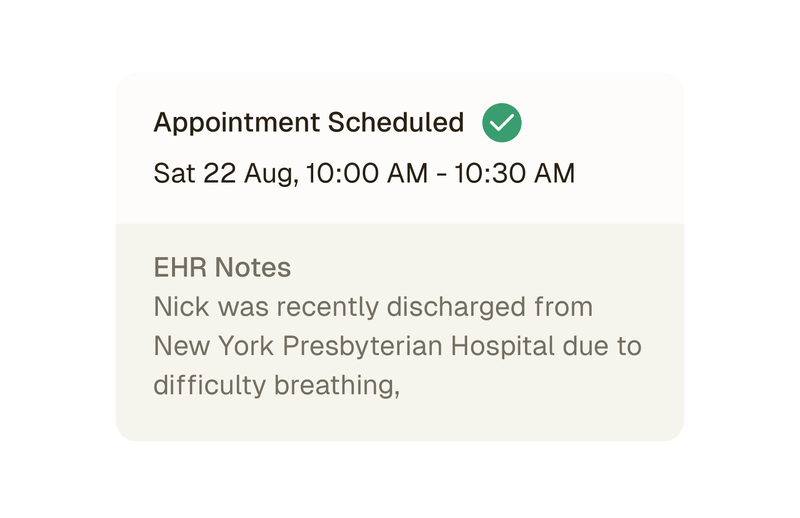 Appointment Scheduled
Sat 22 Aug, 10:00 AM - 10:30 AM
EHR Notes
Nick was recently discharged from
New York Presbyterian Hospital due to
difficulty breathing,